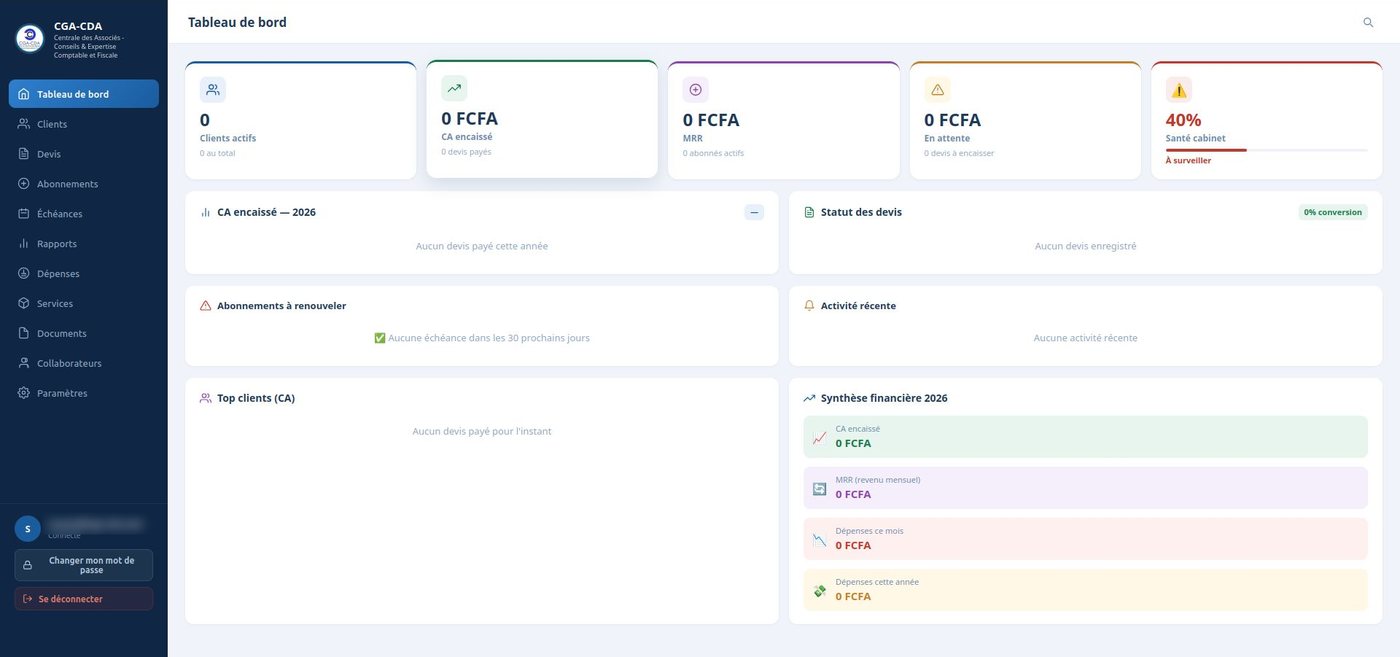 CGA-CDA
Centrale des Associés -
Conseils & Expertise
Comptable et Fiscale
Tableau de bord
Clients
Devis
Abonnements
Échéances
Rapports
Dépenses
Services
Documents
Collaborateurs
Paramètres
S
Connecté
Changer mon mot de
passe
Se déconnecter
Tableau de bord
0
Clients actifs
0 au total
0 FCFA
CA encaissé
0 devis payés
0 FCFA
MRR
0 abonnés actifs
0 FCFA
En attente
0 devis à encaisser
40%
Santé cabinet
À surveiller
CA encaissé — 2026
—
Aucun devis payé cette année
Statut des devis
0% conversion
Aucun devis enregistré
Abonnements à renouveler
✅ Aucune échéance dans les 30 prochains jours
Activité récente
Aucune activité récente
Top clients (CA)
Aucun devis payé pour l'instant
Synthèse financière 2026
CA encaissé
0 FCFA
MRR (revenu mensuel)
0 FCFA
Dépenses ce mois
0 FCFA
Dépenses cette année
0 FCFA